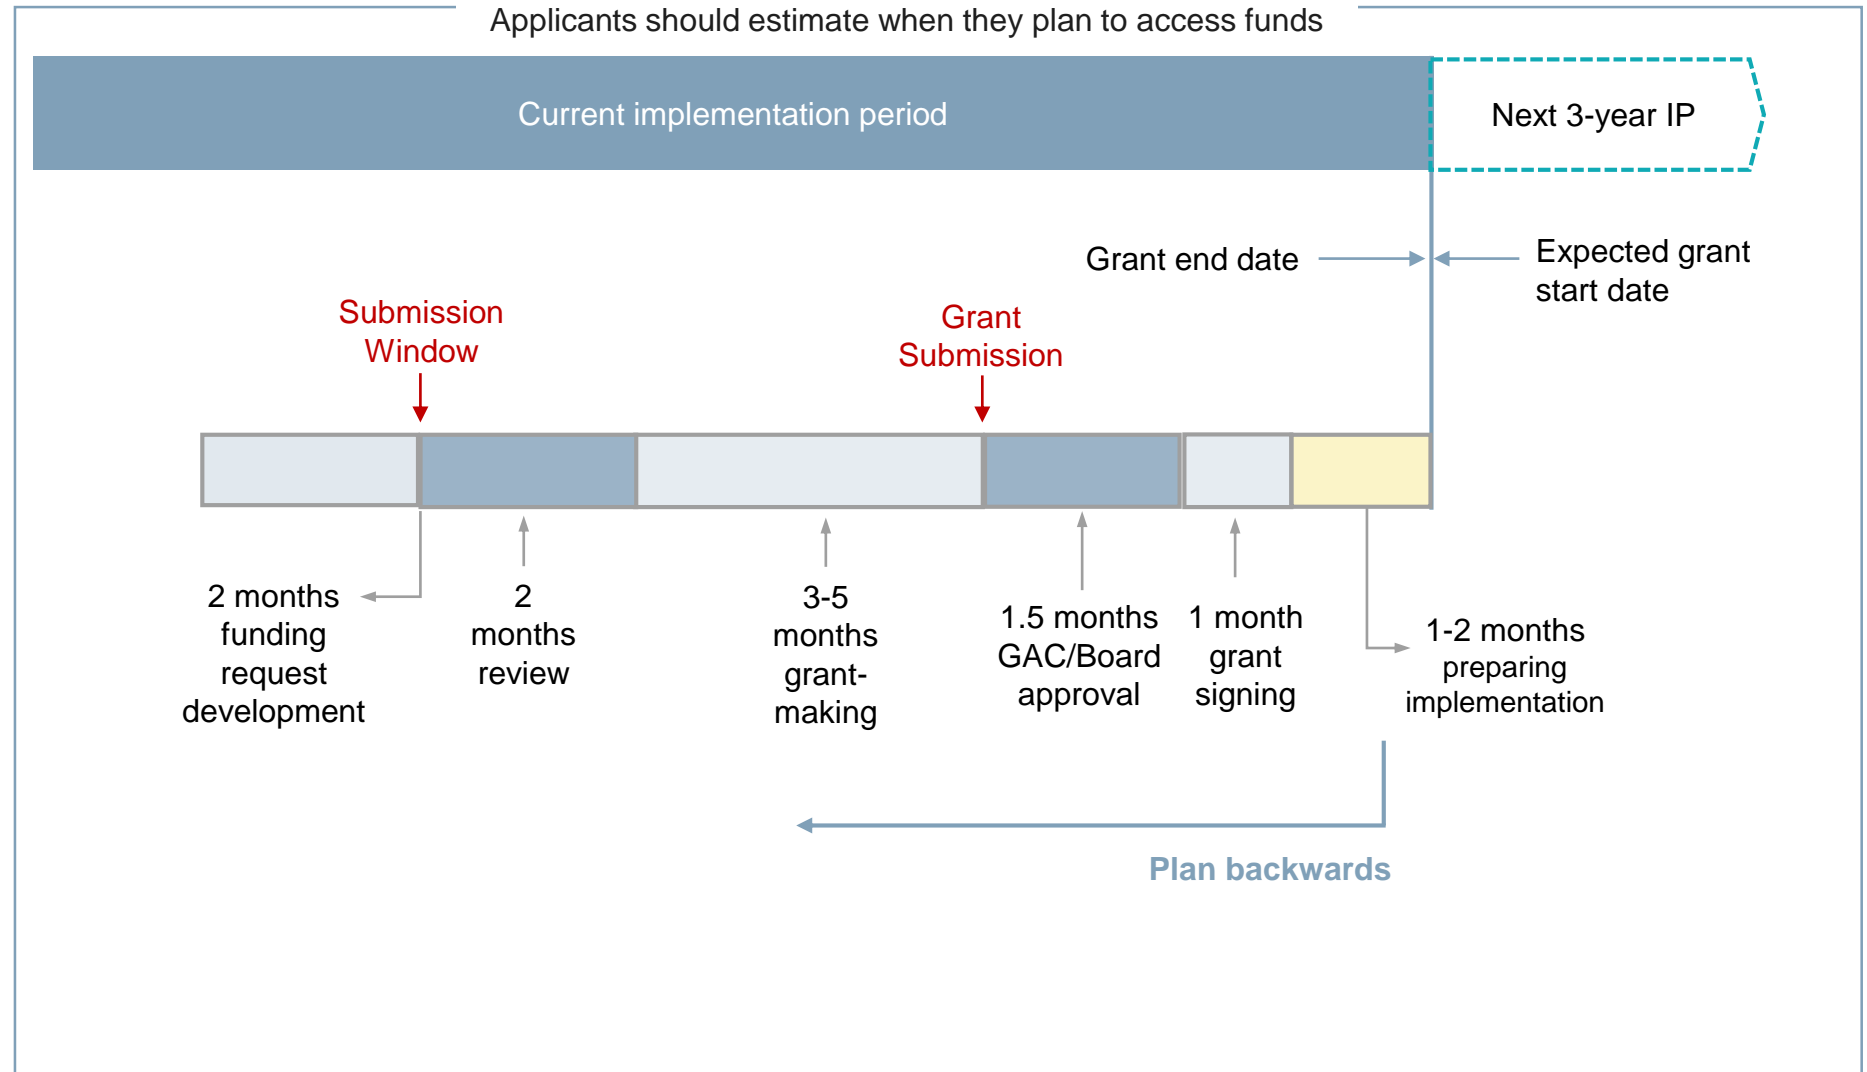 Applicants should estimate when they plan to access funds
Current implementation period
Next 3-year IP
Grant end date
Expected grant
start date
Submission
Window
Grant
Submission
2 months
funding
request
development
2
months
review
3-5
months
grant-
making
1.5 months
GAC/Board
approval
1 month
grant
signing
1-2 months
preparing
implementation
Plan backwards